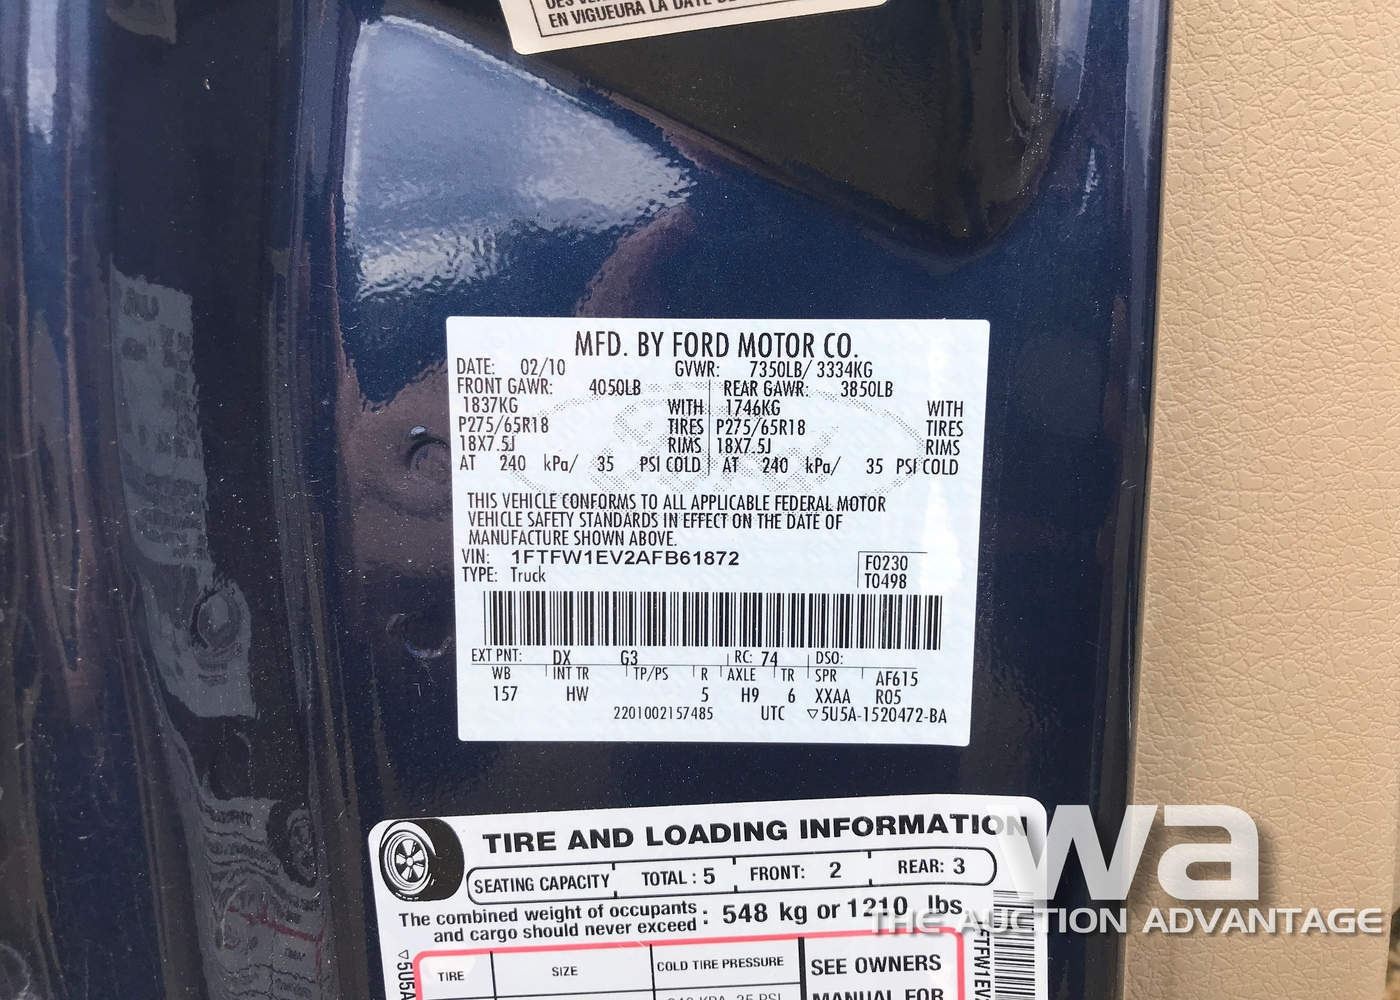 EN VIGUEURA LA DATE DE
MFD. BY FORD MOTOR CO.
DATE: 02/10 GVWR: 7350LB/ 3334KG
FRONT GAWR: 4050LB REAR GAWR: 3850LB
1837KG WITH 1746KG WITH
P275/65R18 TIRES P275/65R18 TIRES
18X7.5J RIMS 18X7.5J RIMS
AT 240 kPa/ 35 PSI COLD AT 240 kPa/ 35 PSI COLD
THIS VEHICLE CONFORMS TO ALL APPLICABLE FEDERAL MOTOR
VEHICLE SAFETY STANDARDS IN EFFECT ON THE DATE OF
MANUFACTURE SHOWN ABOVE.
VIN: 1FTFW1EV2AFB61872
F0230
TYPE: Truck
T0498
EXT PNT: DX G3 RC: 74 DSO:
WB INT TR TP/PS R AXLE TR SPR AF615
157 HW 5 H9 6 XXAA R05
2201002157485 UTC ▽5U5A-1520472-BA
TIRE AND LOADING INFORMATION
SEATING CAPACITY TOTAL : 5 FRONT: 2 REAR: 3
The combined weight of occupants
and cargo should never exceed : 548 kg or 1210 lbs
wa
THE AUCTION ADVANTAGE
TIRE SIZE COLD TIRE PRESSURE SEE OWNERS
MANUAL FOR